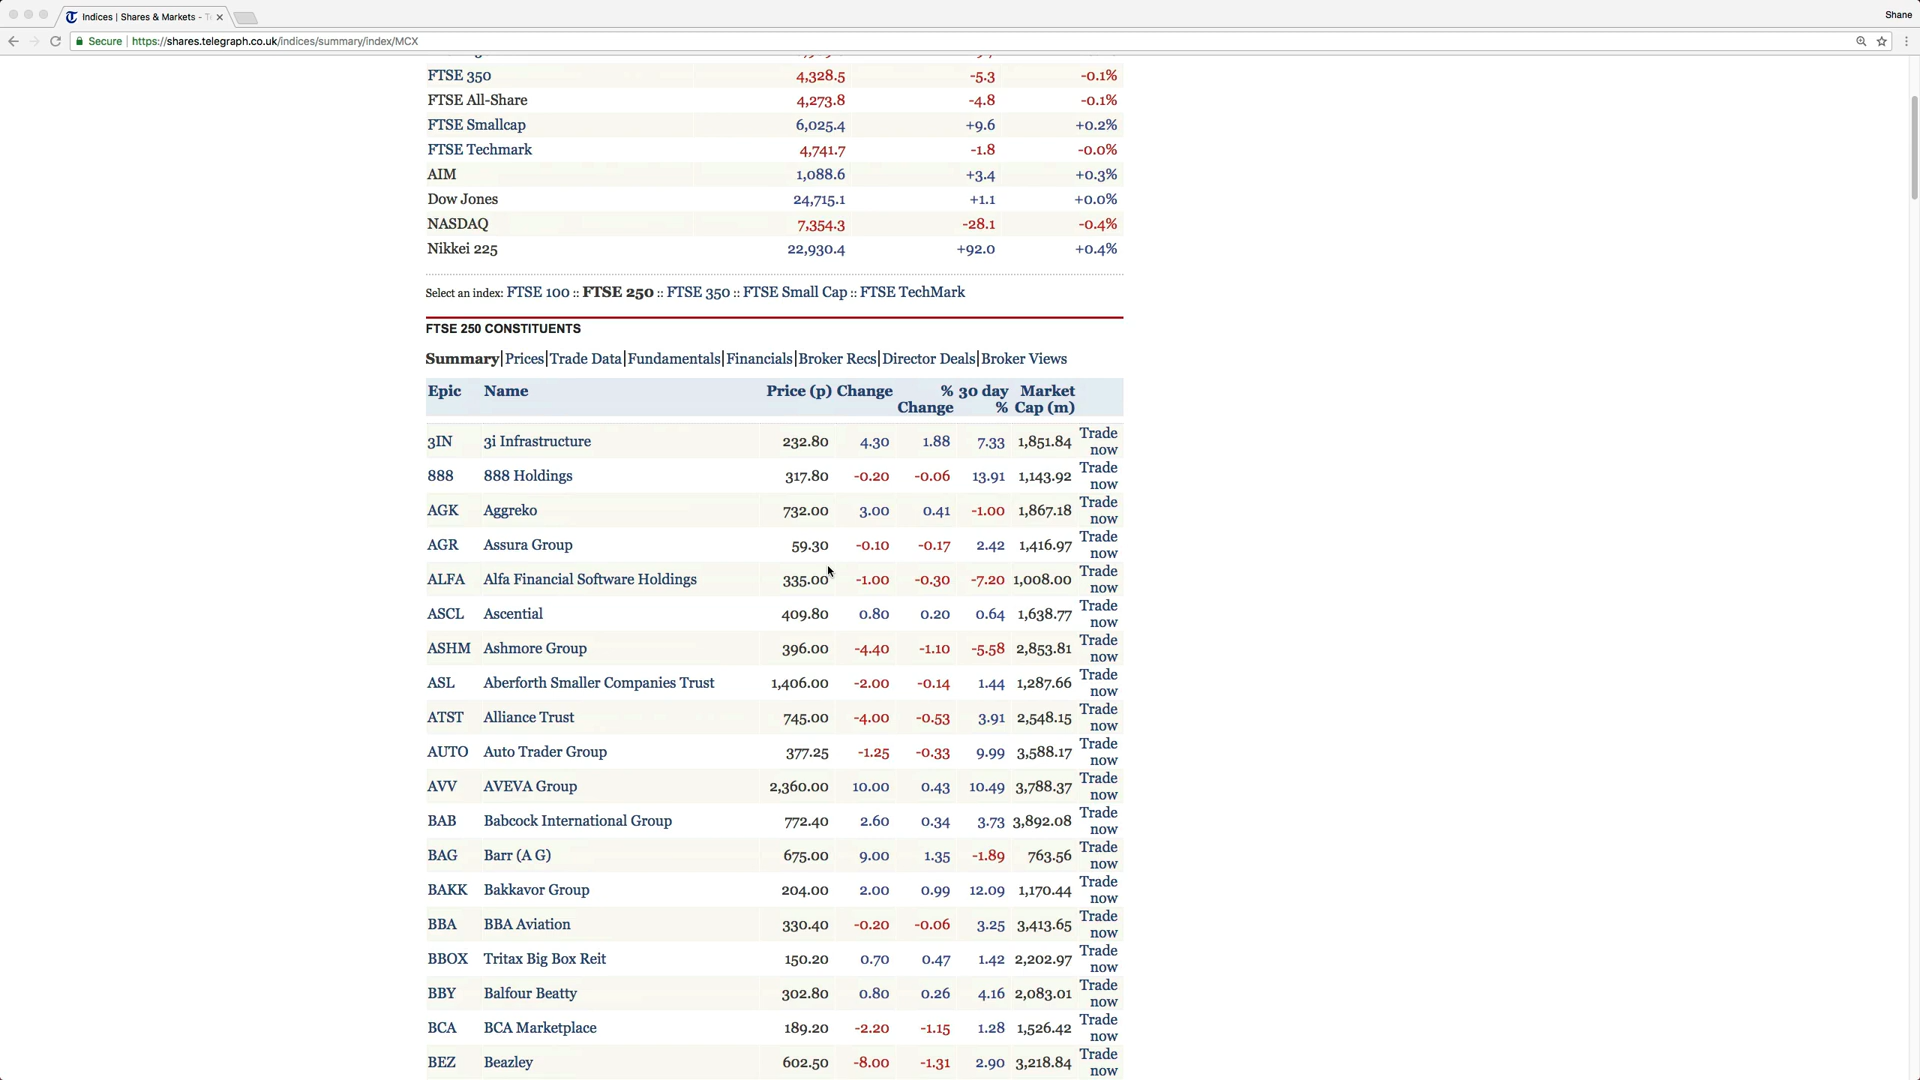 Indices | Shares & Markets -
Shane
Secure | https://shares.telegraph.co.uk/indices/summary/index/MCX
FTSE 350 4,328.5 -5.3 -0.1%
FTSE All-Share 4,273.8 -4.8 -0.1%
FTSE Smallcap 6,025.4 +9.6 +0.2%
FTSE Techmark 4,741.7 -1.8 -0.0%
AIM 1,088.6 +3.4 +0.3%
Dow Jones 24,715.1 +1.1 +0.0%
NASDAQ 7,354.3 -28.1 -0.4%
Nikkei 225 22,930.4 +92.0 +0.4%
Select an index: FTSE 100 :: FTSE 250 :: FTSE 350 :: FTSE Small Cap :: FTSE TechMark
FTSE 250 CONSTITUENTS
Summary|Prices|Trade Data|Fundamentals|Financials|Broker Recs|Director Deals|Broker Views
Epic Name Price (p) Change % Change 30 day % Market Cap (m)
3IN 3i Infrastructure 232.80 4.30 1.88 7.33 1,851.84 Trade now
888 888 Holdings 317.80 -0.20 -0.06 13.91 1,143.92 Trade now
AGK Aggreko 732.00 3.00 0.41 -1.00 1,867.18 Trade now
AGR Assura Group 59.30 -0.10 -0.17 2.42 1,416.97 Trade now
ALFA Alfa Financial Software Holdings 335.00 -1.00 -0.30 -7.20 1,008.00 Trade now
ASCL Ascential 409.80 0.80 0.20 0.64 1,638.77 Trade now
ASHM Ashmore Group 396.00 -4.40 -1.10 -5.58 2,853.81 Trade now
ASL Aberforth Smaller Companies Trust 1,406.00 -2.00 -0.14 1.44 1,287.66 Trade now
ATST Alliance Trust 745.00 -4.00 -0.53 3.91 2,548.15 Trade now
AUTO Auto Trader Group 377.25 -1.25 -0.33 9.99 3,588.17 Trade now
AVV AVEVA Group 2,360.00 10.00 0.43 10.49 3,788.37 Trade now
BAB Babcock International Group 772.40 2.60 0.34 3.73 3,892.08 Trade now
BAG Barr (A G) 675.00 9.00 1.35 -1.89 763.56 Trade now
BAKK Bakkavor Group 204.00 2.00 0.99 12.09 1,170.44 Trade now
BBA BBA Aviation 330.40 -0.20 -0.06 3.25 3,413.65 Trade now
BBOX Tritax Big Box Reit 150.20 0.70 0.47 1.42 2,202.97 Trade now
BBY Balfour Beatty 302.80 0.80 0.26 4.16 2,083.01 Trade now
BCA BCA Marketplace 189.20 -2.20 -1.15 1.28 1,526.42 Trade now
BEZ Beazley 602.50 -8.00 -1.31 2.90 3,218.84 Trade now